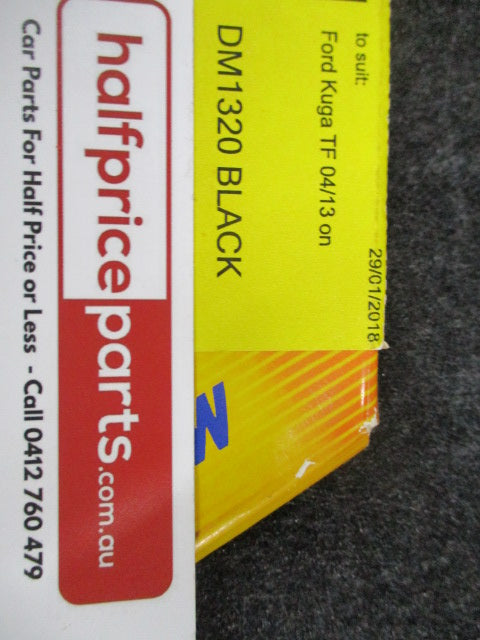 to suit:
Ford Kuga TF 04/13 on
29/01/2018
DM1320 BLACK
halfpriceparts.com.au
Car Parts For Half Price or Less - Call 0412 760 479